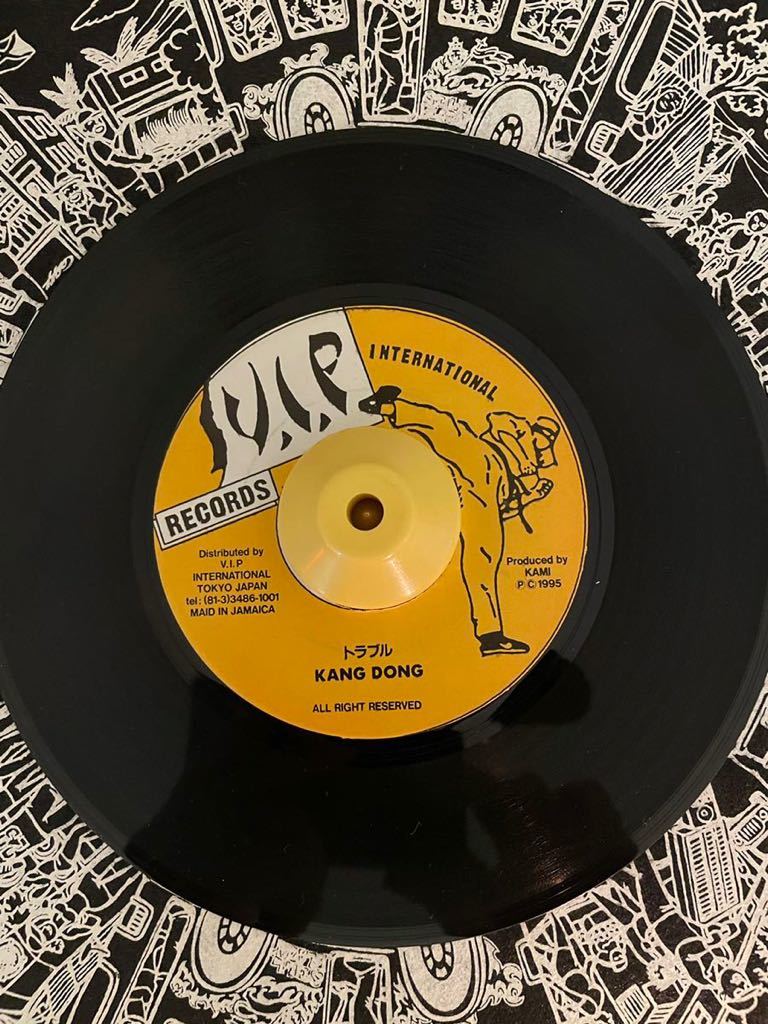 V.I.P
INTERNATIONAL
RECORDS
Distributed by
V.I.P
INTERNATIONAL
TOKYO JAPAN
tel: (81-3)3486-1001
MAID IN JAMAICA
Produced by
KAMI
Ⓟ Ⓒ 1995
トラブル
KANG DONG
ALL RIGHT RESERVED